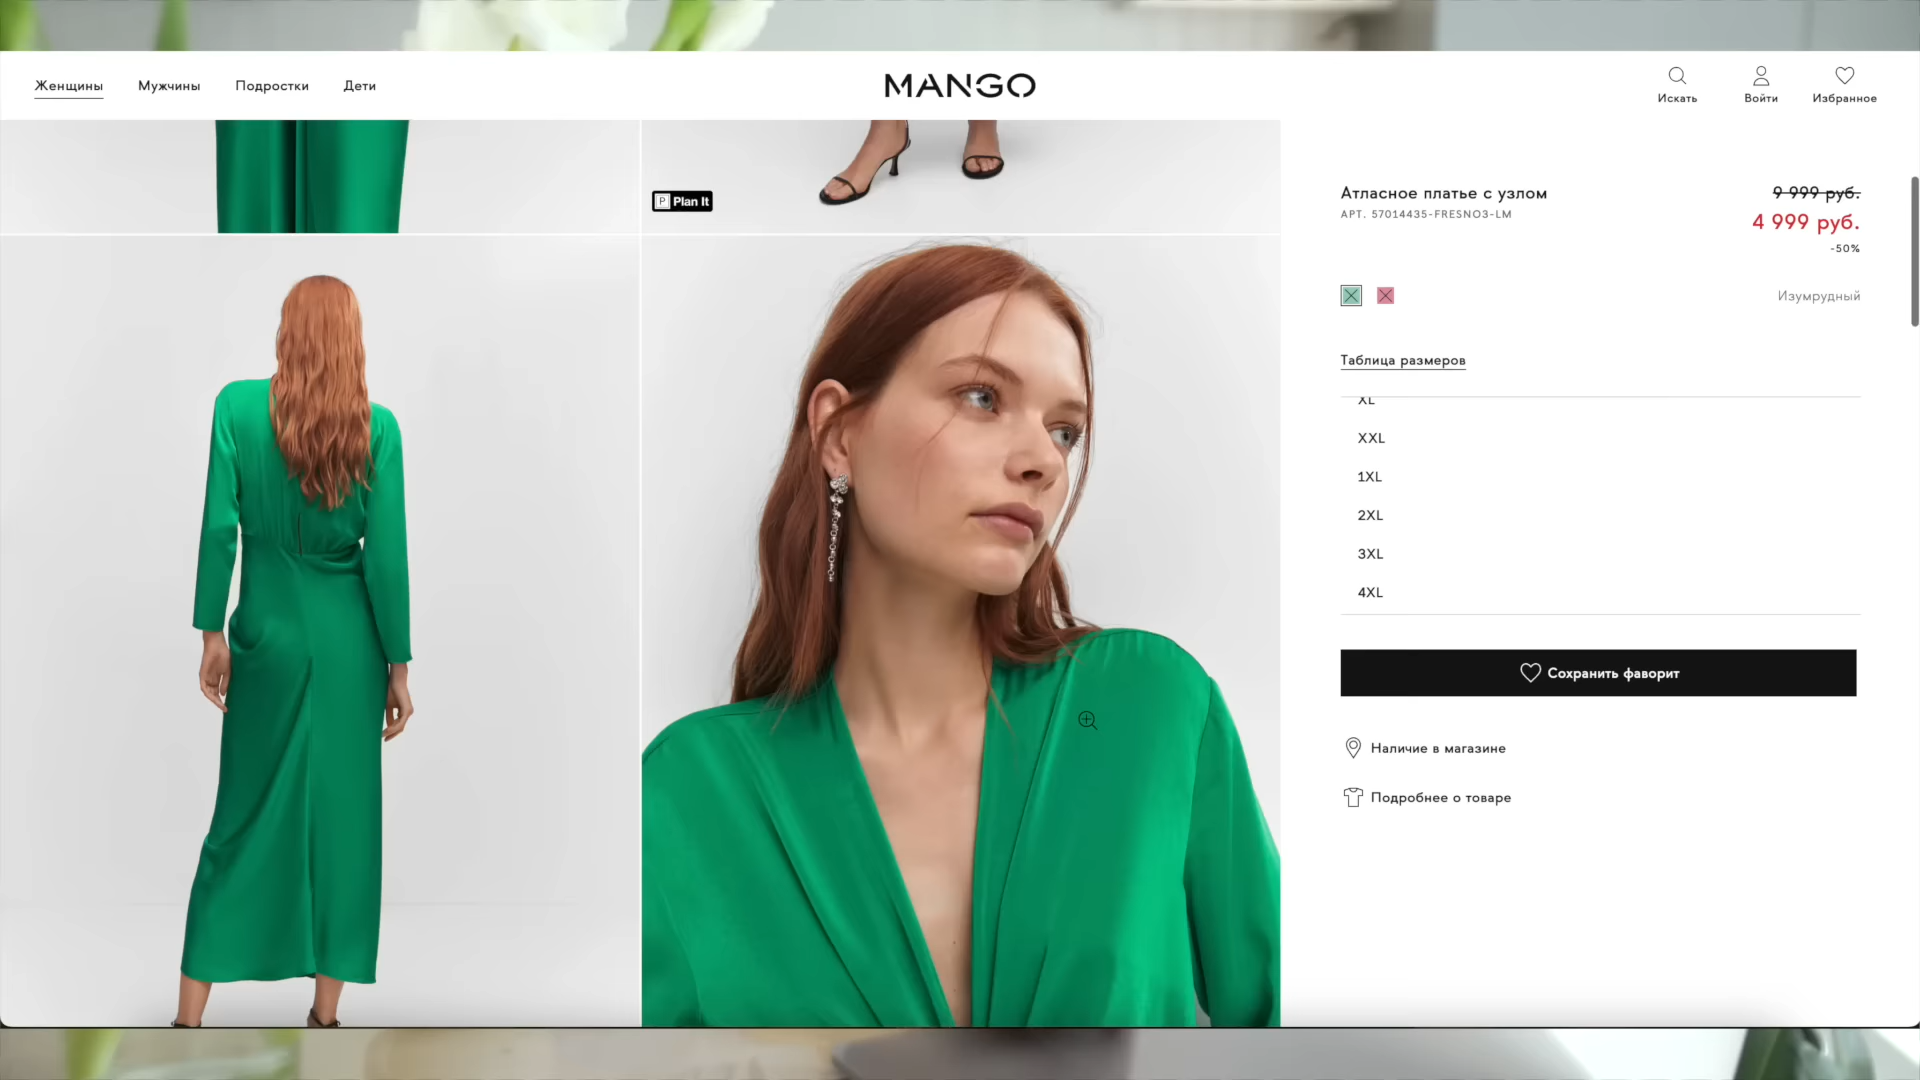 Женщины
Мужчины
Подростки
Дети
MANGO
Искать
Войти
Избранное
P Plan It
Атласное платье с узлом
9 999 руб.
АРТ. 57014435-FRESNO3-LM
4 999 руб.
-50%
Изумрудный
Таблица размеров
XL
XXL
1XL
2XL
3XL
4XL
Сохранить фаворит
Наличие в магазине
Подробнее о товаре